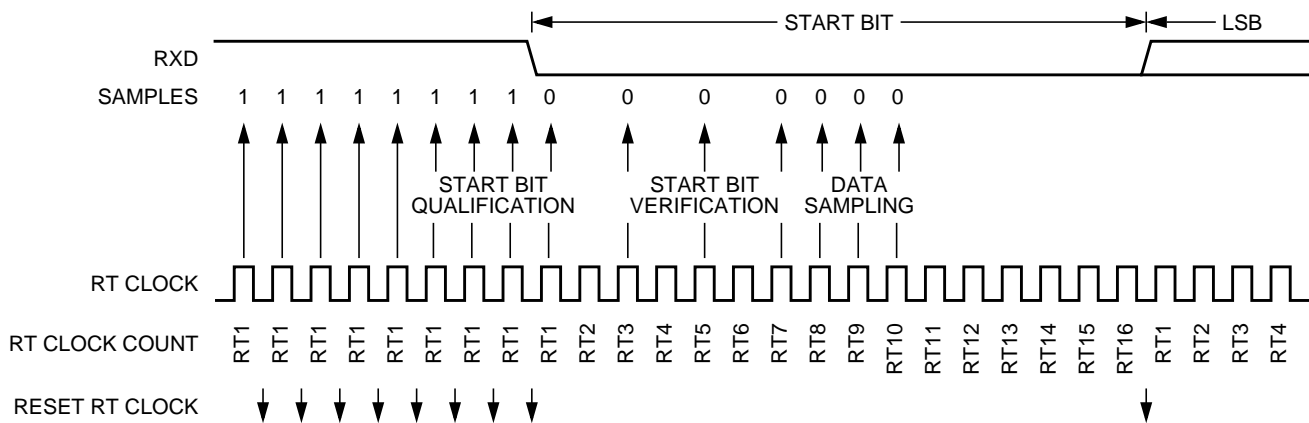 START BIT LSB
RXD
SAMPLES 1 1 1 1 1 1 1 1 0 0 0 0 0 0 0
START BIT QUALIFICATION
START BIT VERIFICATION
DATA SAMPLING
RT CLOCK
RT CLOCK COUNT RT1 RT1 RT1 RT1 RT1 RT1 RT1 RT1 RT1 RT2 RT3 RT4 RT5 RT6 RT7 RT8 RT9 RT10 RT11 RT12 RT13 RT14 RT15 RT16 RT1 RT2 RT3 RT4
RESET RT CLOCK